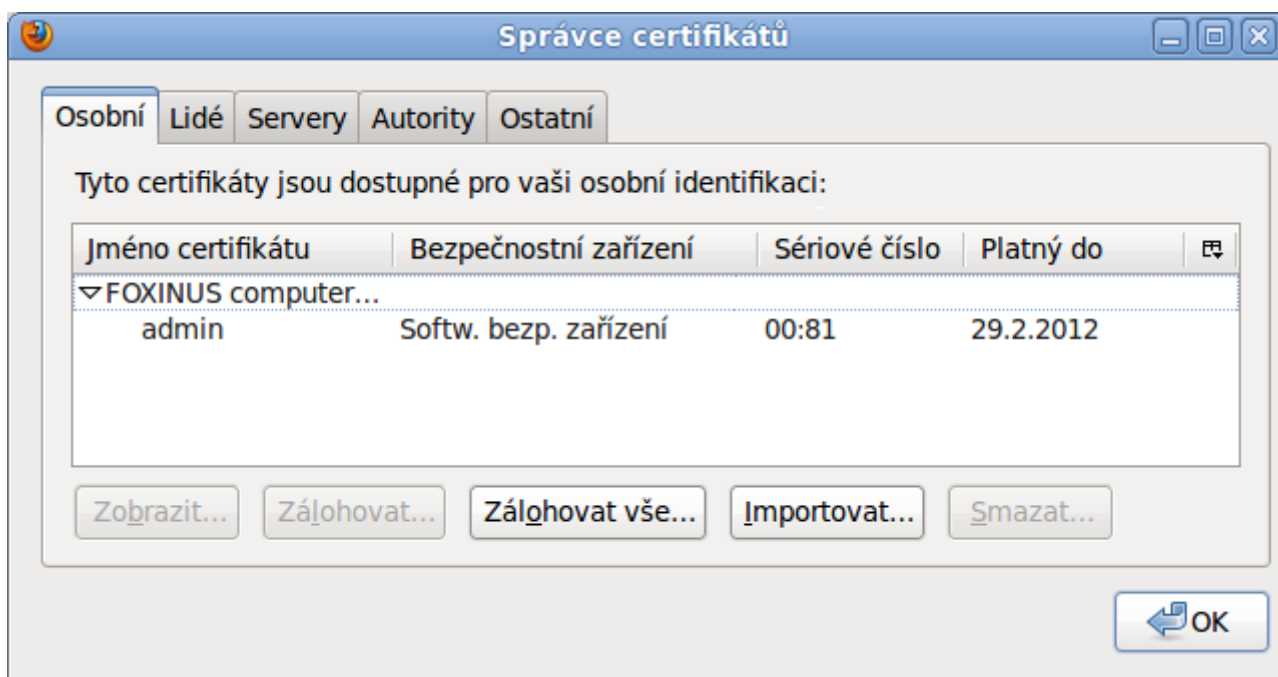 Správce certifikátů
Osobní Lidé Servery Autority Ostatní
Tyto certifikáty jsou dostupné pro vaši osobní identifikaci:
Jméno certifikátu Bezpečnostní zařízení Sériové číslo Platný do
FOXINUS computer...
admin Softw. bezp. zařízení 00:81 29.2.2012
Zobrazit... Zálohovat... Zálohovat vše... Importovat... Smazat...
OK